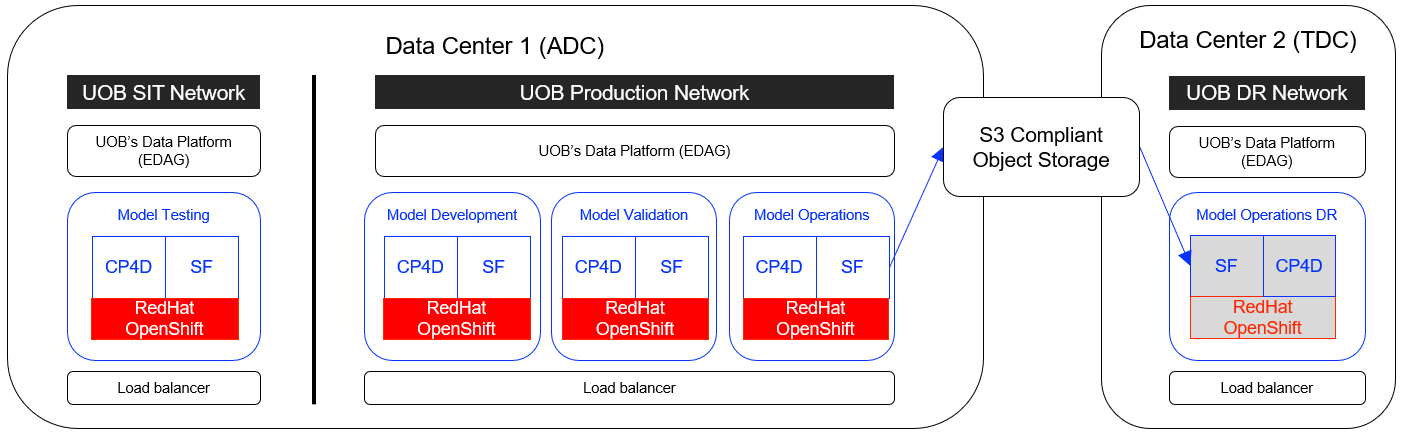 Data Center 1 (ADC)
UOB SIT Network
UOB's Data Platform
(EDAG)
Model Testing
CP4D
SF
RedHat
OpenShift
Load balancer
UOB Production Network
UOB's Data Platform (EDAG)
Model Development
CP4D
SF
RedHat
OpenShift
Model Validation
CP4D
SF
RedHat
OpenShift
Model Operations
CP4D
SF
RedHat
OpenShift
Load balancer
S3 Compliant
Object Storage
Data Center 2 (TDC)
UOB DR Network
UOB's Data Platform
(EDAG)
Model Operations DR
SF
CP4D
RedHat
OpenShift
Load balancer